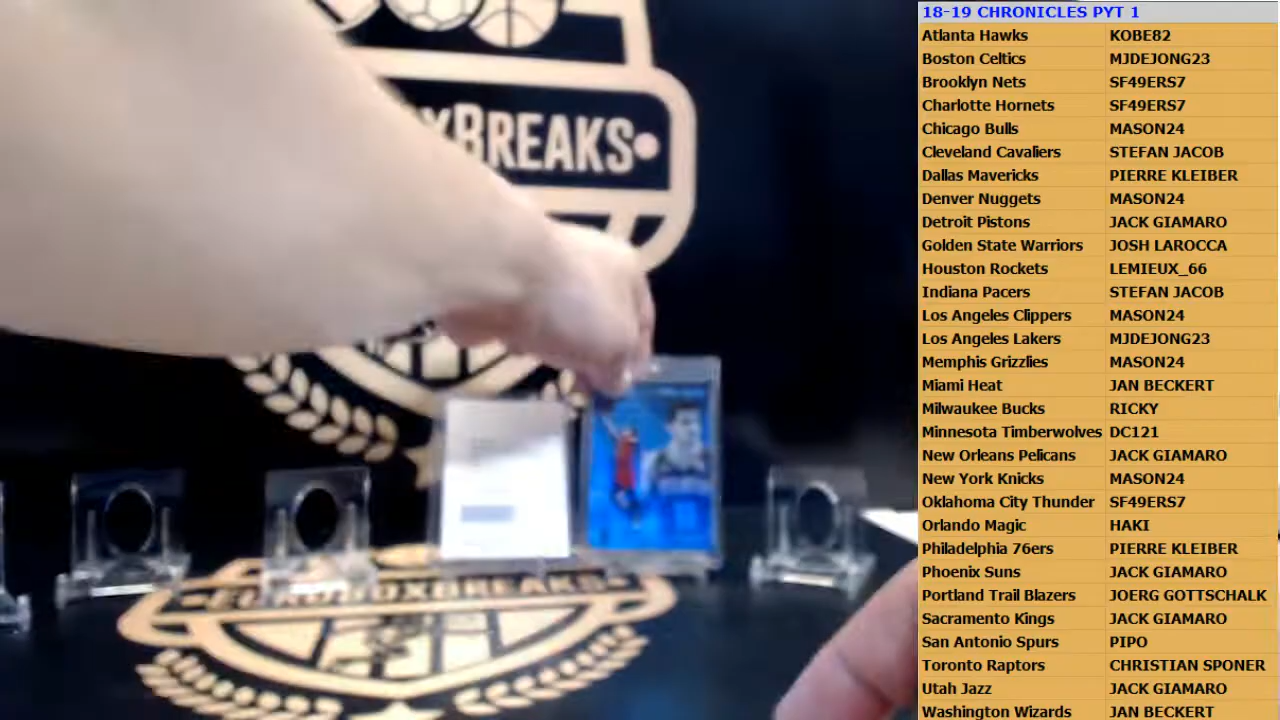 18-19 CHRONICLES PYT 1
Atlanta Hawks KOBE82
Boston Celtics MJDEJONG23
Brooklyn Nets SF49ERS7
Charlotte Hornets SF49ERS7
Chicago Bulls MASON24
Cleveland Cavaliers STEFAN JACOB
Dallas Mavericks PIERRE KLEIBER
Denver Nuggets MASON24
Detroit Pistons JACK GIAMARO
Golden State Warriors JOSH LAROCCA
Houston Rockets LEMIEUX_66
Indiana Pacers STEFAN JACOB
Los Angeles Clippers MASON24
Los Angeles Lakers MJDEJONG23
Memphis Grizzlies MASON24
Miami Heat JAN BECKERT
Milwaukee Bucks RICKY
Minnesota Timberwolves DC121
New Orleans Pelicans JACK GIAMARO
New York Knicks MASON24
Oklahoma City Thunder SF49ERS7
Orlando Magic HAKI
Philadelphia 76ers PIERRE KLEIBER
Phoenix Suns JACK GIAMARO
Portland Trail Blazers JOERG GOTTSCHALK
Sacramento Kings JACK GIAMARO
San Antonio Spurs PIPO
Toronto Raptors CHRISTIAN SPONER
Utah Jazz JACK GIAMARO
Washington Wizards JAN BECKERT
BREAKS
EUROBOXBREAKS